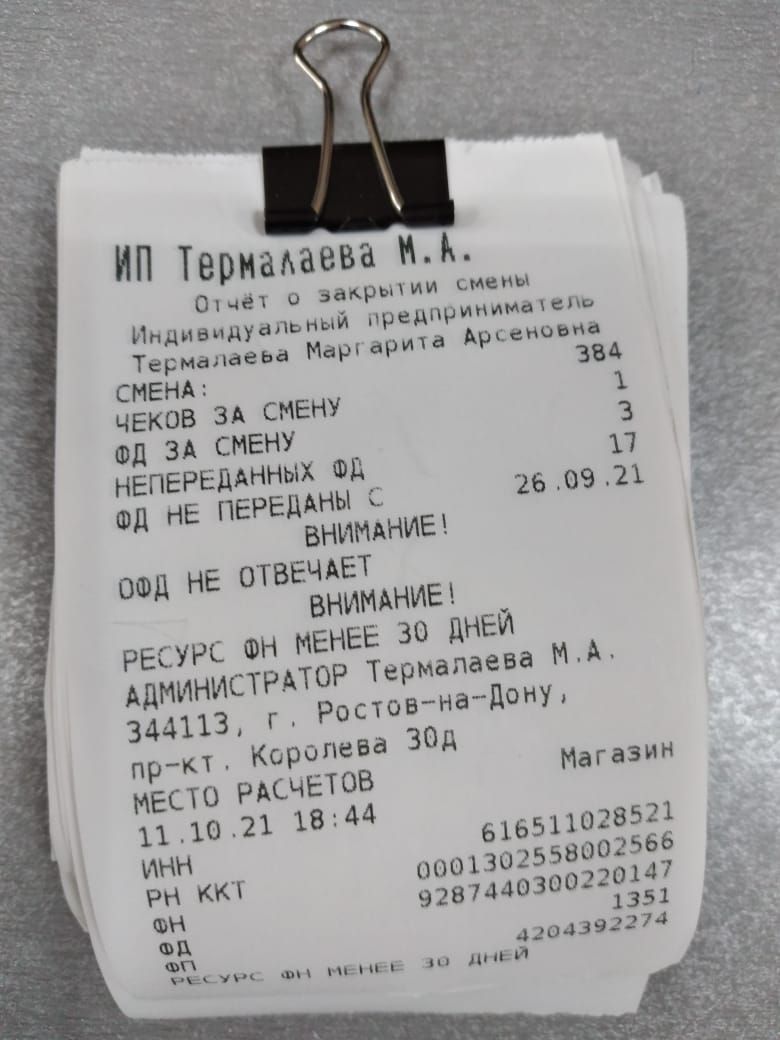 ИП Термалаева М.А.
Отчёт о закрытии смены
Индивидуальный предприниматель
Термалаева Маргарита Арсеновна
СМЕНА: 384
ЧЕКОВ ЗА СМЕНУ 1
ФД ЗА СМЕНУ 3
НЕПЕРЕДАННЫХ ФД 17
ФД НЕ ПЕРЕДАНЫ С 26.09.21
ВНИМАНИЕ!
ОФД НЕ ОТВЕЧАЕТ
ВНИМАНИЕ!
РЕСУРС ФН МЕНЕЕ 30 ДНЕЙ
АДМИНИСТРАТОР Термалаева М.А.
344113, г. Ростов-на-Дону,
пр-кт. Королева 30д
МЕСТО РАСЧЕТОВ Магазин
11.10.21 18:44
ИНН 616511028521
РН ККТ 0001302558002566
ФН 9287440300220147
ФД 1351
ФП 4204392274
РЕСУРС ФН МЕНЕЕ 30 ДНЕЙ